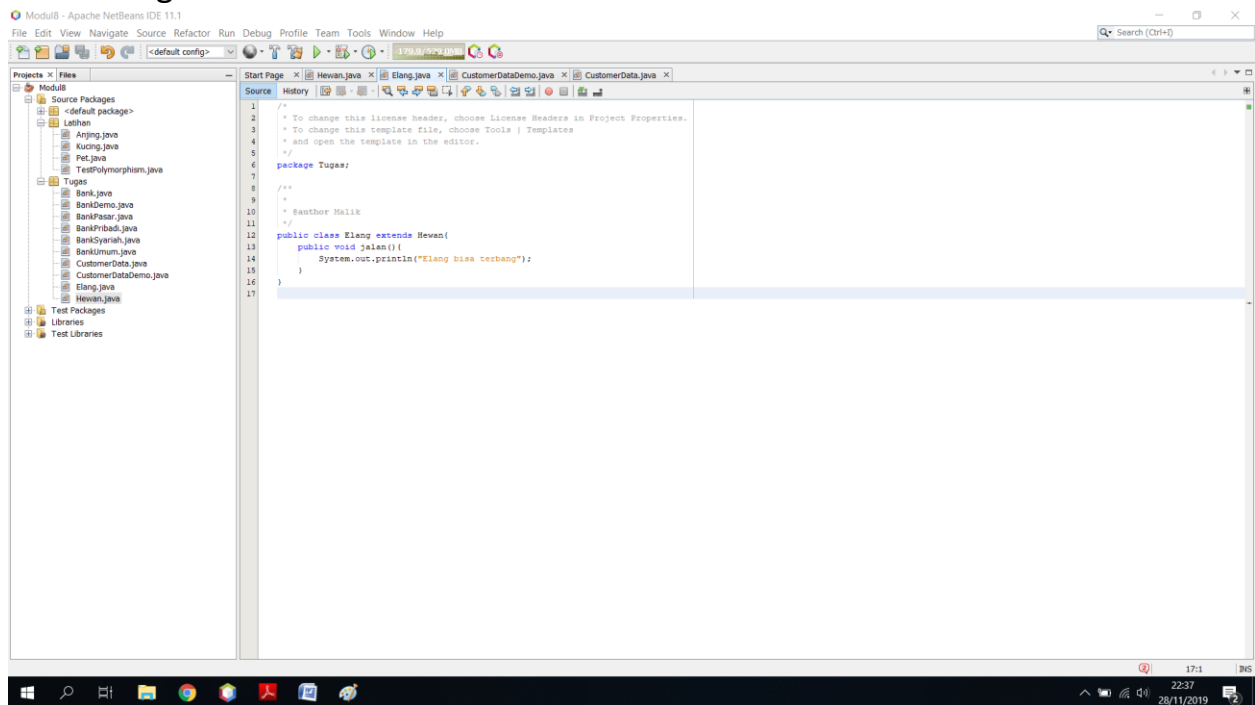 Modul8 - Apache NetBeans IDE 11.1
File Edit View Navigate Source Refactor Run Debug Profile Team Tools Window Help
Search (Ctrl+I)
<default config>
Projects Files
Start Page Hewan.java Elang.java CustomerDataDemo.java CustomerData.java
Source History
Modul8
Source Packages
<default package>
Latihan
Anjing.java
Kucing.java
Pet.java
TestPolymorphism.java
Tugas
Bank.java
BankDemo.java
BankPasar.java
BankPribadi.java
BankSyariah.java
BankUmum.java
CustomerData.java
CustomerDataDemo.java
Elang.java
Hewan.java
Test Packages
Libraries
Test Libraries
1 /*
2 * To change this license header, choose License Headers in Project Properties.
3 * To change this template file, choose Tools | Templates
4 * and open the template in the editor.
5 */
6 package Tugas;
7
8 /**
9 *
10 * @author Malik
11 */
12 public class Elang extends Hewan{
13 public void jalan(){
14 System.out.println("Elang bisa terbang");
15 }
16 }
17
2 17:1 INS
22:37
28/11/2019
2